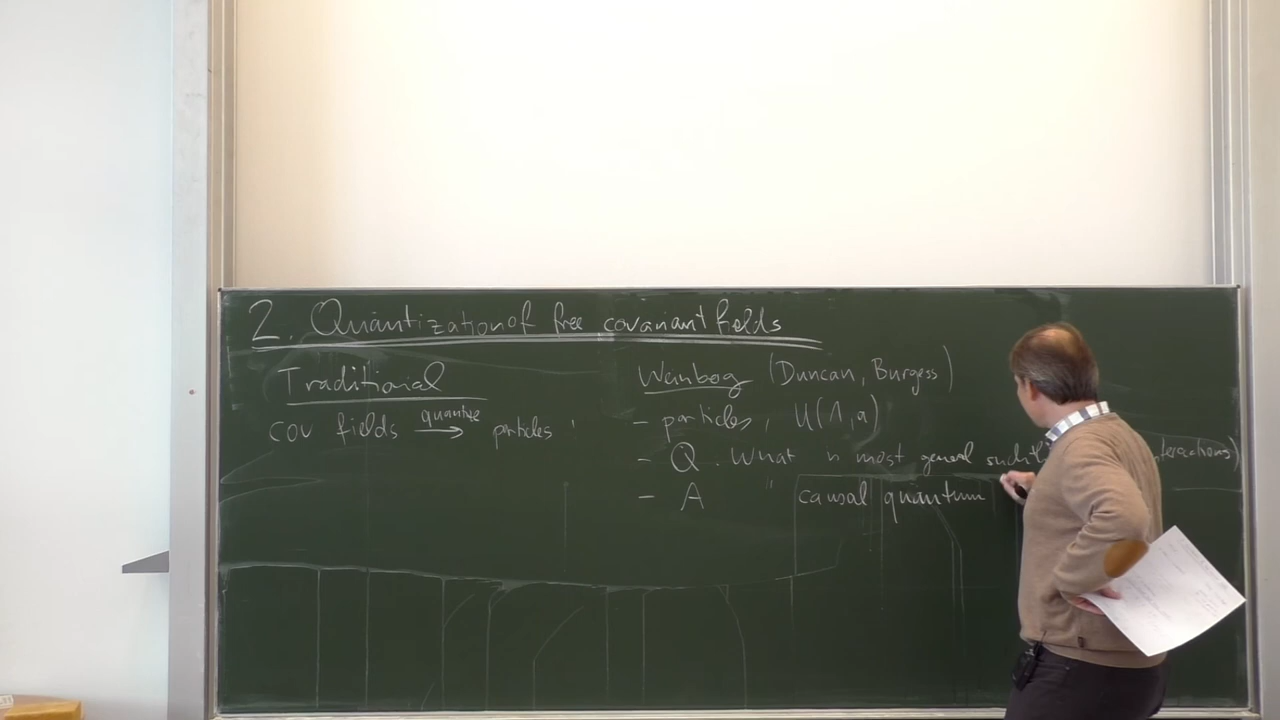 2. Quantization of free covariant fields
Traditional
cov fields quantize → particles
Weinberg (Duncan, Burgess)
- particles, U(Λ,a)
- Q. What is most general
- A " causal quantum